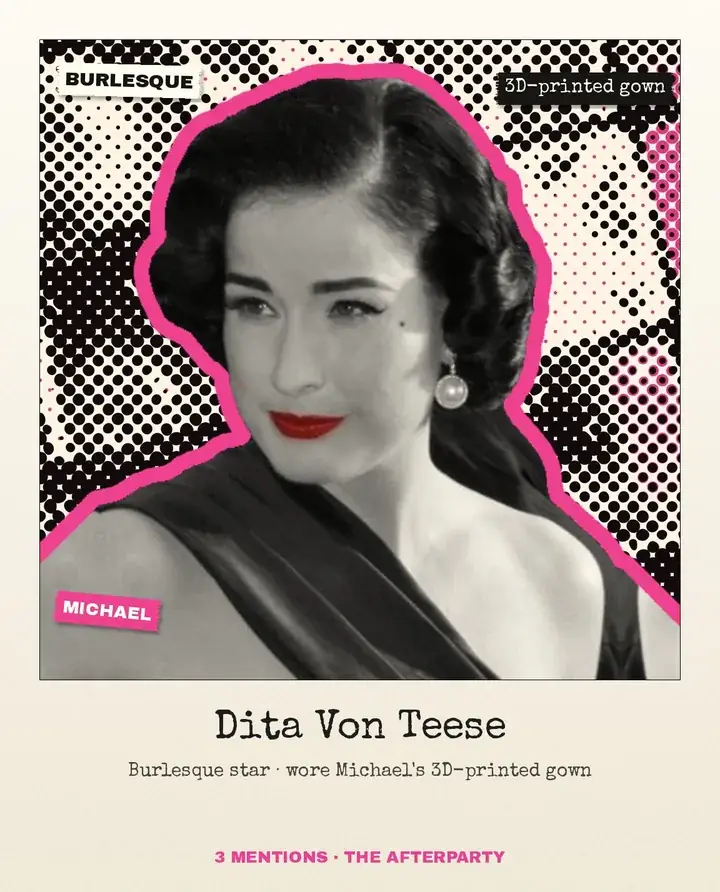 BURLESQUE
3D-printed gown
MICHAEL
Dita Von Teese
Burlesque star · wore Michael's 3D-printed gown
3 MENTIONS · THE AFTERPARTY